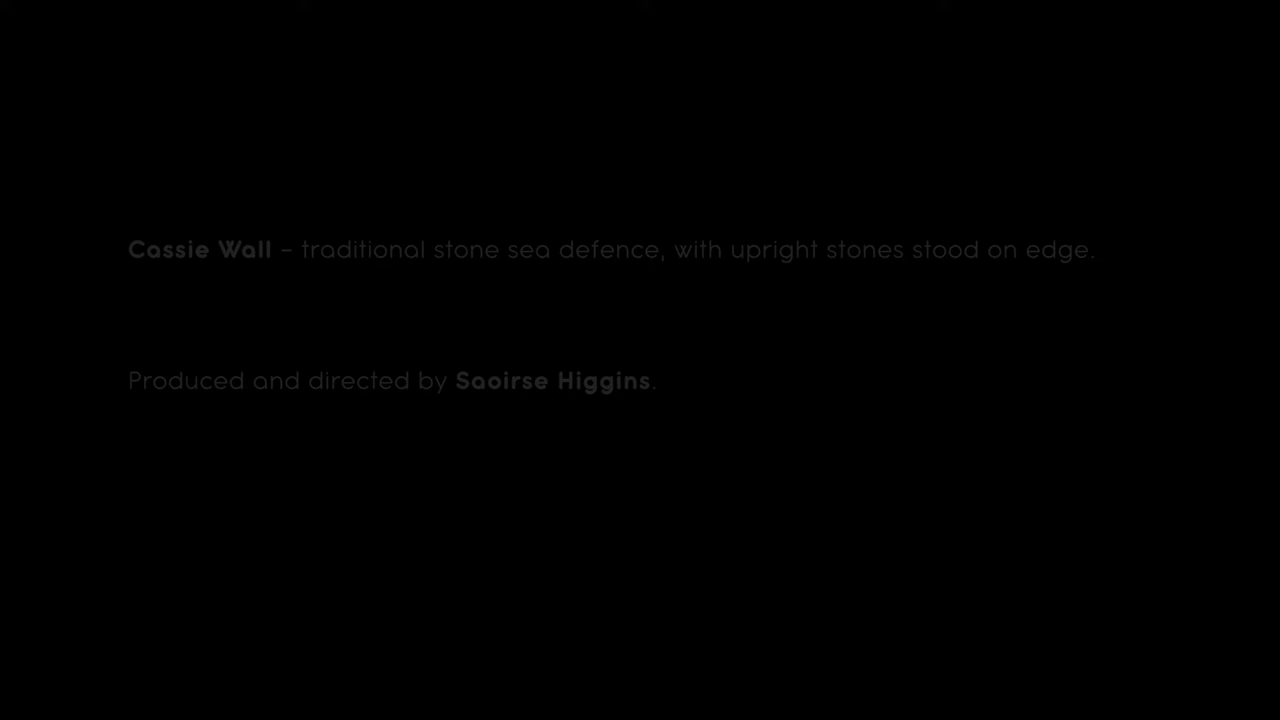 Cassie Wall – traditional stone sea defence, with upright stones stood on edge.
Produced and directed by Saoirse Higgins.